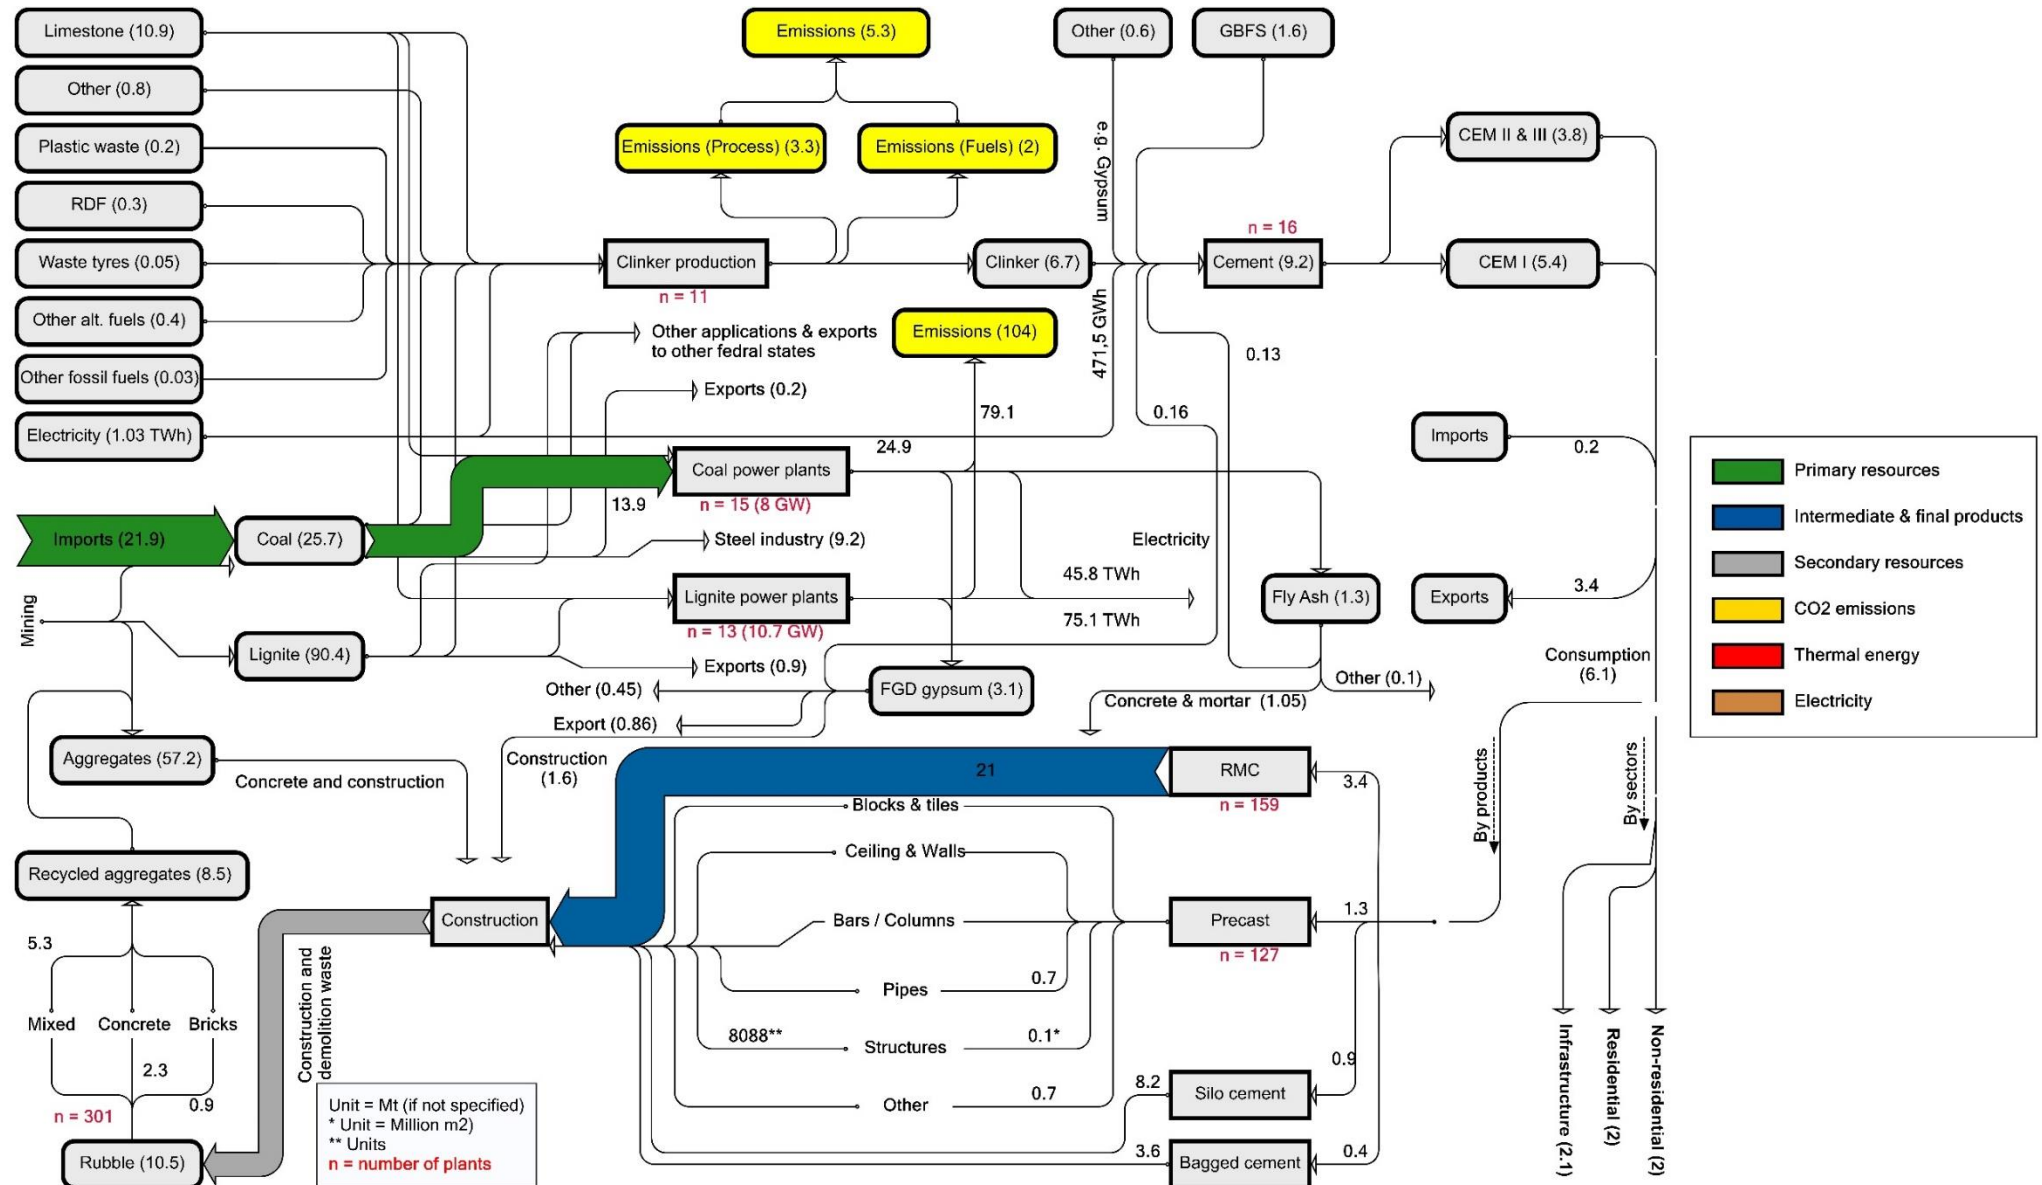 Limestone (10.9)
Other (0.8)
Plastic waste (0.2)
RDF (0.3)
Waste tyres (0.05)
Other alt. fuels (0.4)
Other fossil fuels (0.03)
Electricity (1.03 TWh)
Emissions (5.3)
Emissions (Process) (3.3)
Emissions (Fuels) (2)
Other (0.6)
GBFS (1.6)
e.g. Gypsum
471,5 GWh
Clinker production
n = 11
Clinker (6.7)
n = 16
Cement (9.2)
CEM II & III (3.8)
CEM I (5.4)
Other applications & exports
to other fedral states
Emissions (104)
0.13
0.16
Exports (0.2)
79.1
24.9
Imports
0.2
Coal power plants
n = 15 (8 GW)
13.9
Imports (21.9)
Coal (25.7)
Steel industry (9.2)
Electricity
45.8 TWh
75.1 TWh
Lignite power plants
n = 13 (10.7 GW)
Fly Ash (1.3)
Exports
3.4
Mining
Lignite (90.4)
Exports (0.9)
Other (0.45)
FGD gypsum (3.1)
Export (0.86)
Concrete & mortar (1.05)
Other (0.1)
Consumption
(6.1)
Primary resources
Intermediate & final products
Secondary resources
CO2 emissions
Thermal energy
Electricity
Aggregates (57.2)
Concrete and construction
Construction
(1.6)
21
RMC
n = 159
3.4
By products
By sectors
Blocks & tiles
Ceiling & Walls
Bars / Columns
Pipes
0.7
8088**
Structures
0.1*
Other
0.7
Precast
n = 127
1.3
0.9
8.2
Silo cement
3.6
Bagged cement
0.4
Infrastructure (2.1)
Residential (2)
Non-residential (2)
Recycled aggregates (8.5)
Construction
5.3
Mixed
Concrete
Bricks
2.3
0.9
n = 301
Rubble (10.5)
Construction and
demolition waste
Unit = Mt (if not specified)
* Unit = Million m2)
** Units
n = number of plants